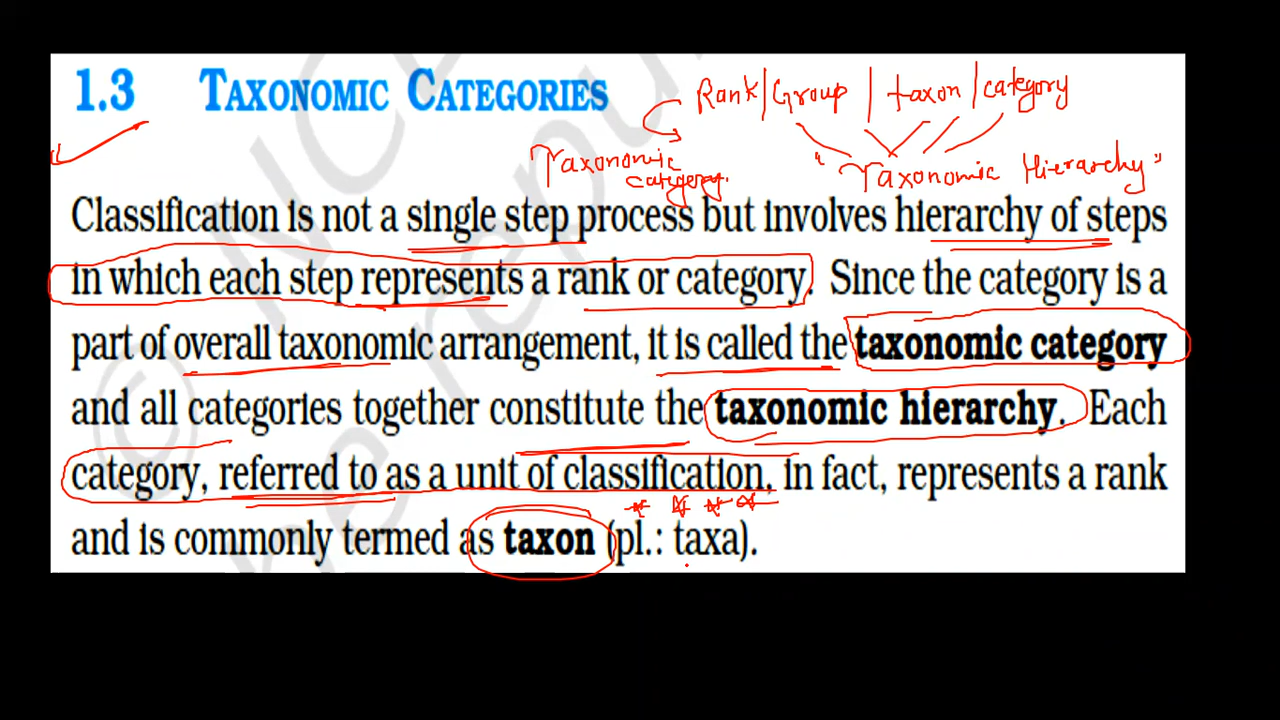 1.3 TAXONOMIC CATEGORIES
Rank | Group | taxon | category
Taxonomic category.
"Taxonomic Hierarchy"
Classification is not a single step process but involves hierarchy of steps
in which each step represents a rank or category. Since the category is a
part of overall taxonomic arrangement, it is called the taxonomic category
and all categories together constitute the taxonomic hierarchy. Each
category, referred to as a unit of classification, in fact, represents a rank
and is commonly termed as taxon (pl.: taxa).